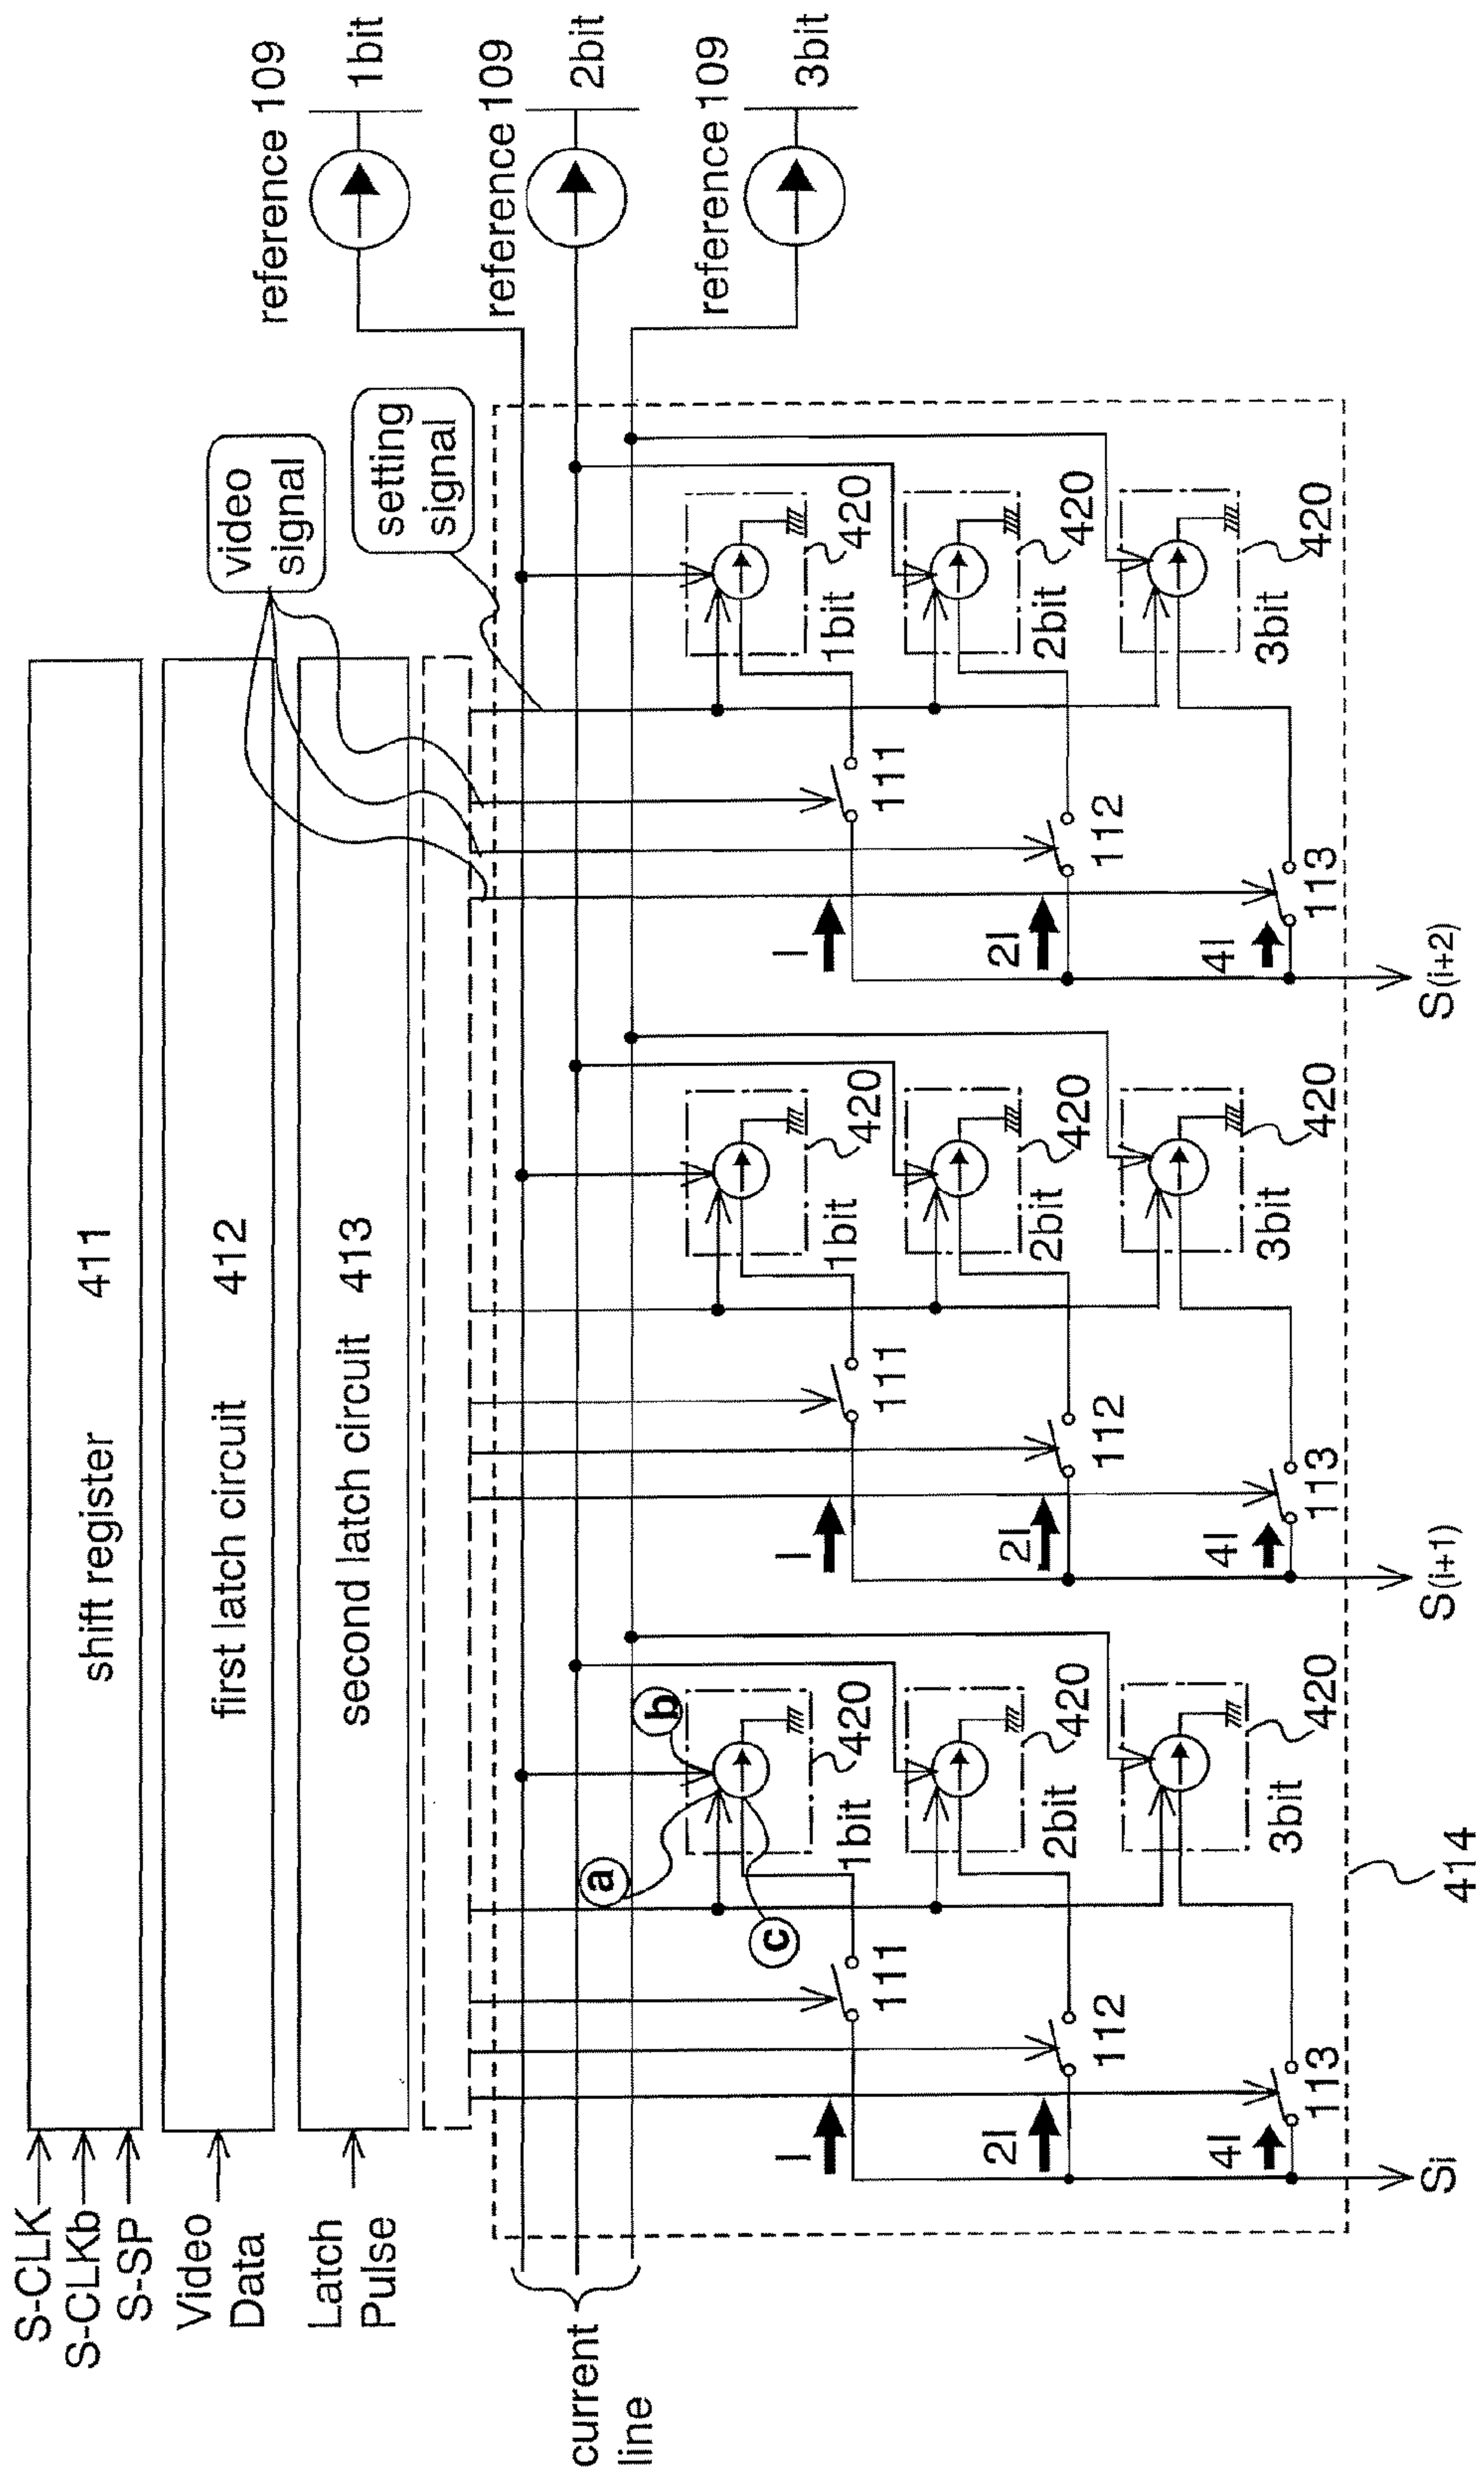 S-CLK
S-CLKb
S-SP
shift register 411
Video
Data
first latch circuit 412
Latch
Pulse
second latch circuit 413
video
signal
setting
signal
reference 109
1bit
reference 109
2bit
reference 109
3bit
current
line
a
b
c
1bit
420
1bit
420
1bit
420
111
111
111
I
I
I
2bit
420
2bit
420
2bit
420
112
112
112
2I
2I
2I
3bit
420
3bit
420
3bit
420
113
113
113
4I
4I
4I
414
Si
S(i+1)
S(i+2)